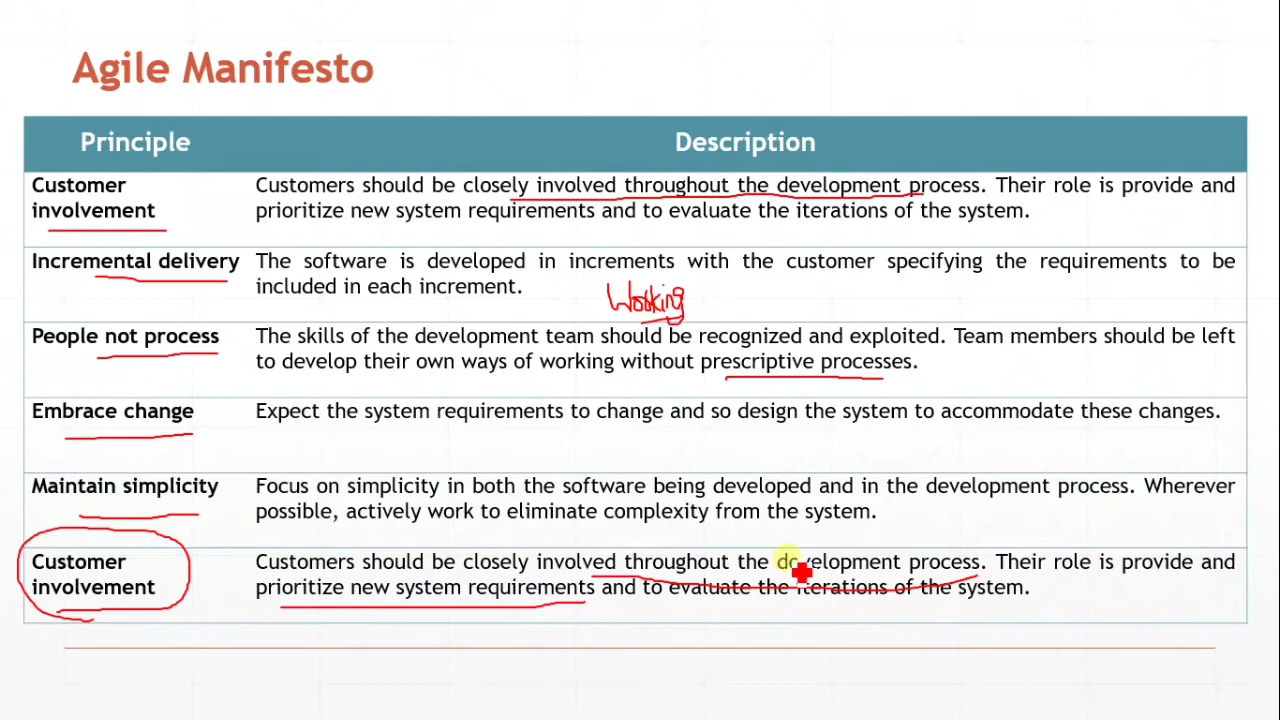 Agile Manifesto
Principle Description
Customer involvement
Customers should be closely involved throughout the development process. Their role is provide and
prioritize new system requirements and to evaluate the iterations of the system.
Incremental delivery
The software is developed in increments with the customer specifying the requirements to be
included in each increment.
Working
People not process
The skills of the development team should be recognized and exploited. Team members should be left
to develop their own ways of working without prescriptive processes.
Embrace change
Expect the system requirements to change and so design the system to accommodate these changes.
Maintain simplicity
Focus on simplicity in both the software being developed and in the development process. Wherever
possible, actively work to eliminate complexity from the system.
Customer
involvement
Customers should be closely involved throughout the development process. Their role is provide and
prioritize new system requirements and to evaluate the iterations of the system.